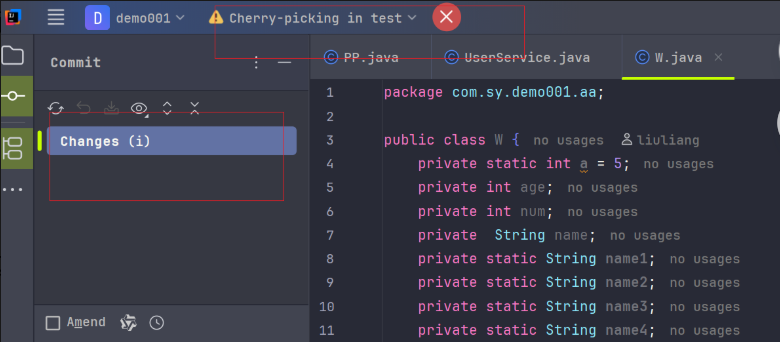 D demo001 Cherry-picking in test
Commit
PP.java UserService.java W.java
Changes (i)
Amend
1 package com.sy.demo001.aa;
2
3 public class W { no usages liuliang
4 private static int a = 5; no usages
5 private int age; no usages
6 private int num; no usages
7 private String name; no usages
8 private static String name1; no usages
9 private static String name2; no usages
10 private static String name3; no usages
11 private static String name4; no usages